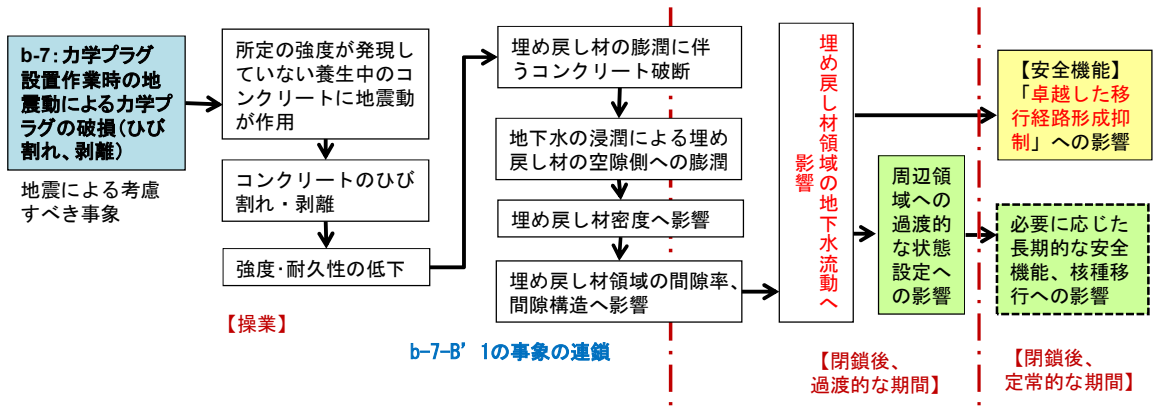 b-7:力学プラグ
設置作業時の地
震動による力学プ
ラグの破損(ひび
割れ、剥離)
地震による考慮
すべき事象
所定の強度が発現し
ていない養生中のコ
ンクリートに地震動
が作用
コンクリートのひび
割れ・剥離
強度・耐久性の低下
【操業】
埋め戻し材の膨潤に伴
うコンクリート破断
地下水の浸潤による埋め
戻し材の空隙側への膨潤
埋め戻し材密度へ影響
埋め戻し材領域の間隙率、
間隙構造へ影響
b-7-B’1の事象の連鎖
埋め戻し材領域の地下水流動へ
影響
周辺領
域への
過渡的
な状態
設定へ
の影響
【閉鎖後、
過渡的な期間】
【安全機能】
「卓越した移
行経路形成抑
制」への影響
必要に応じた
長期的な安全
機能、核種移
行への影響
【閉鎖後、
定常的な期間】